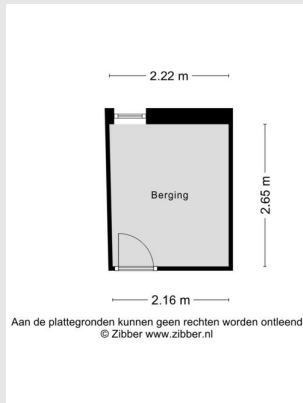 2.22 m
Berging
2.65 m
2.16 m
Aan de plattegronden kunnen geen rechten worden ontleend
© Zibber www.zibber.nl